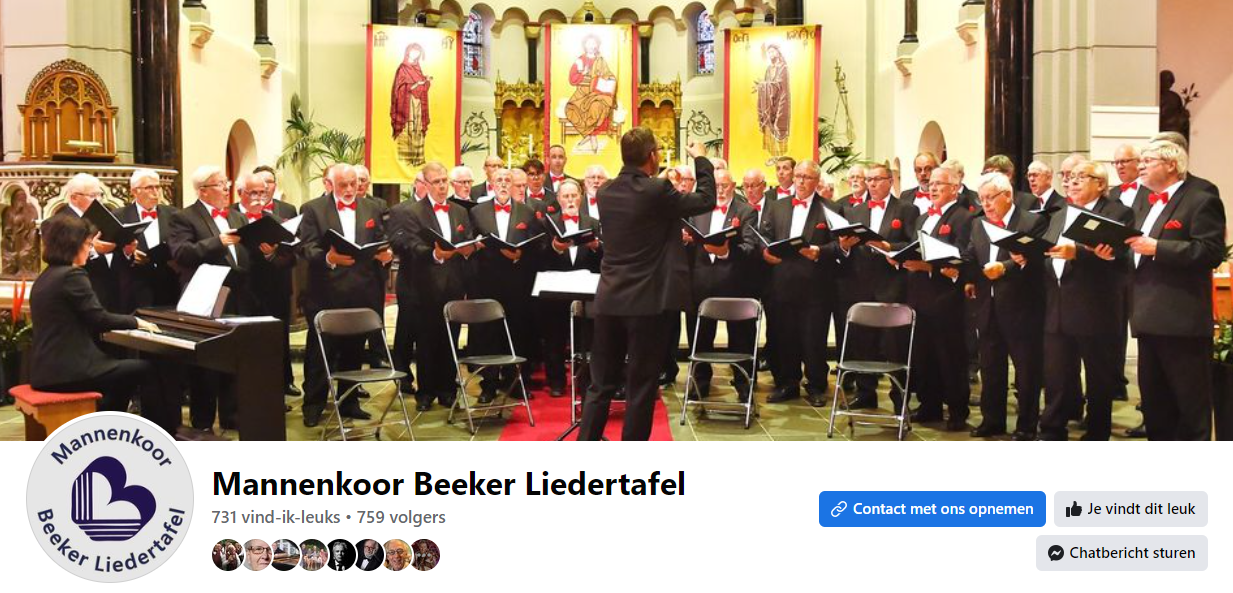 Mannenkoor
Beeker Liedertafel
Mannenkoor Beeker Liedertafel
731 vind-ik-leuks • 759 volgers
Contact met ons opnemen
Je vindt dit leuk
Chatbericht sturen